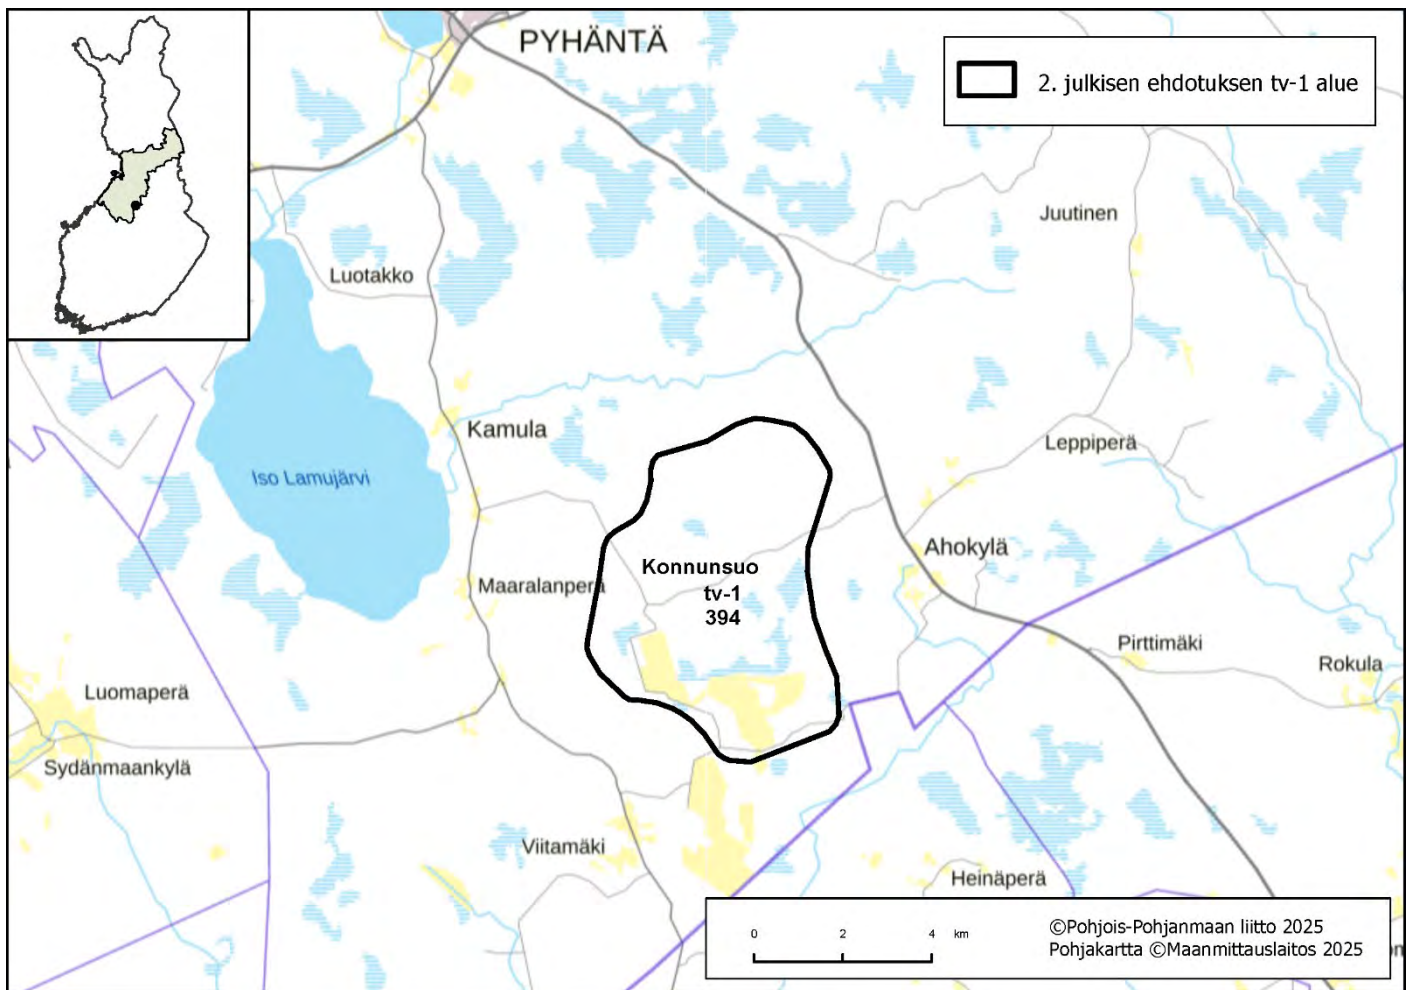 PYHÄNTÄ
2. julkisen ehdotuksen tv-1 alue
Juutinen
Luotakko
Kamula
Leppiperä
Iso Lamujärvi
Ahokylä
Konnunsuo
tv-1
394
Maaralanperä
Pirttimäki
Rokula
Luomaperä
Sydänmaankylä
Viitamäki
Heinäperä
0 2 4 km
©Pohjois-Pohjanmaan liitto 2025
Pohjakartta ©Maanmittauslaitos 2025